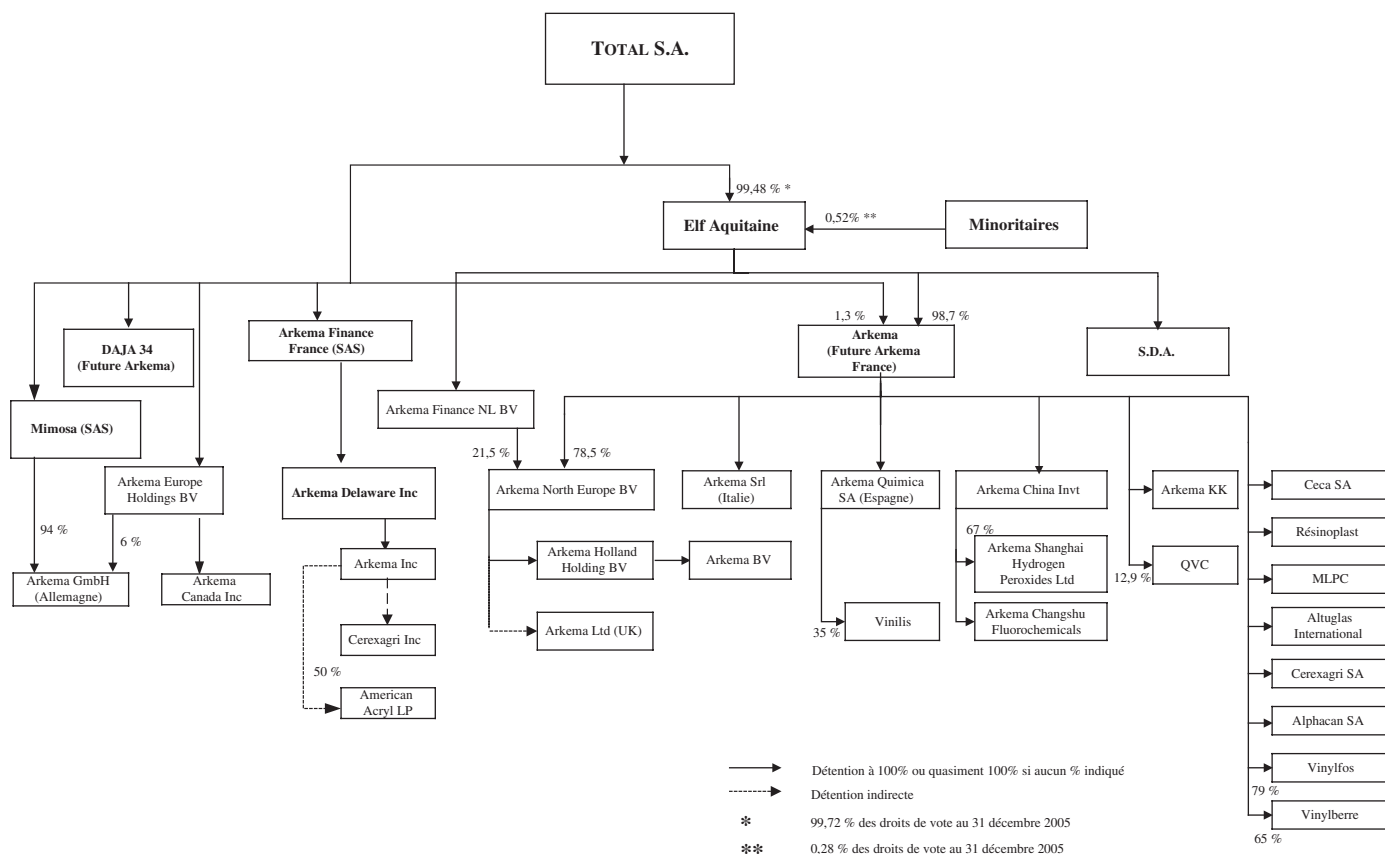 TOTAL S.A.
99,48 % *
Elf Aquitaine
0,52% **
Minoritaires
DAJA 34
(Future Arkema)
Arkema Finance
France (SAS)
1,3 %
98,7 %
Arkema
(Future Arkema
France)
S.D.A.
Mimosa (SAS)
Arkema Finance NL BV
21,5 %
78,5 %
Arkema Europe
Holdings BV
Arkema Delaware Inc
Arkema North Europe BV
Arkema Srl
(Italie)
Arkema Quimica
SA (Espagne)
Arkema China Invt
Arkema KK
Ceca SA
94 %
6 %
67 %
Résinoplast
Arkema GmbH
(Allemagne)
Arkema
Canada Inc
Arkema Inc
Arkema Holland
Holding BV
Arkema BV
Arkema Shanghai
Hydrogen
Peroxides Ltd
12,9 %
QVC
MLPC
Cerexagri Inc
Arkema Ltd (UK)
35 %
Vinilis
Arkema Changshu
Fluorochemicals
Altuglas
International
50 %
Cerexagri SA
American
Acryl LP
Alphacan SA
Vinylfos
79 %
Vinylberre
65 %
Détention à 100% ou quasiment 100% si aucun % indiqué
Détention indirecte
* 99,72 % des droits de vote au 31 décembre 2005
** 0,28 % des droits de vote au 31 décembre 2005